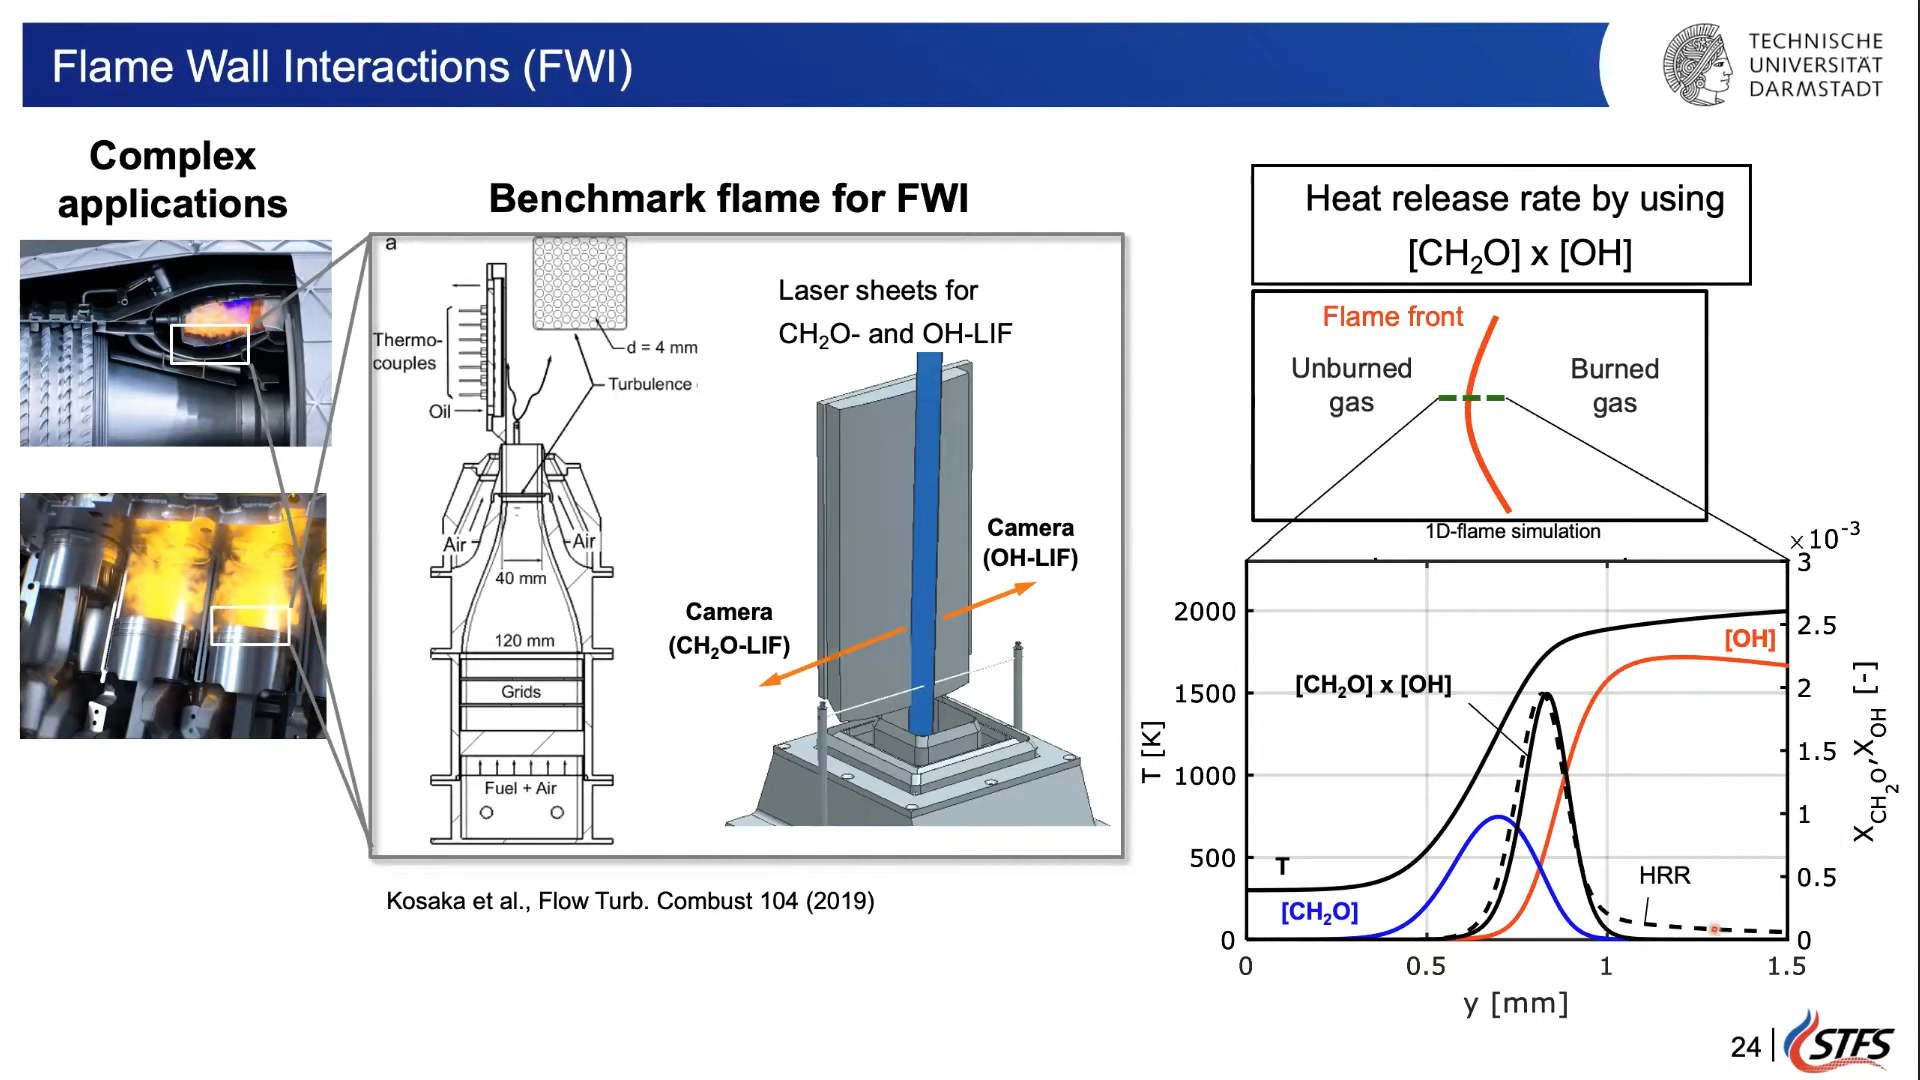 Flame Wall Interactions (FWI)
TECHNISCHE
UNIVERSITÄT
DARMSTADT
Complex
applications
Benchmark flame for FWI
a
Thermo-
couples
Oil
d = 4 mm
Turbulence
Air
Air
40 mm
120 mm
Grids
Fuel + Air
Laser sheets for
CH₂O- and OH-LIF
Camera
(OH-LIF)
Camera
(CH₂O-LIF)
Kosaka et al., Flow Turb. Combust 104 (2019)
Heat release rate by using
[CH₂O] x [OH]
Flame front
Unburned
gas
Burned
gas
1D-flame simulation
×10⁻³
3
2.5
2
1.5
1
0.5
0
X_CH₂O, X_OH [-]
2000
1500
1000
500
0
T [K]
[OH]
[CH₂O] x [OH]
T
[CH₂O]
HRR
0
0.5
1
1.5
y [mm]
24
STFS